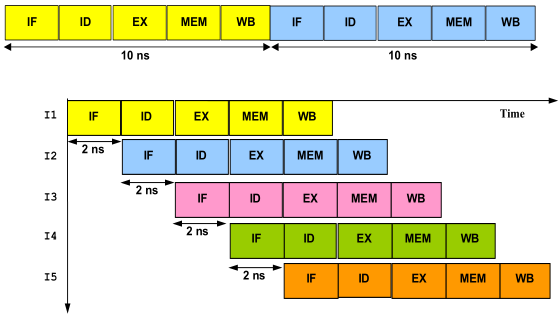 IF ID EX MEM WB IF ID EX MEM WB
10 ns 10 ns
I1 IF ID EX MEM WB Time
2 ns
I2 IF ID EX MEM WB
2 ns
I3 IF ID EX MEM WB
2 ns
I4 IF ID EX MEM WB
2 ns
I5 IF ID EX MEM WB